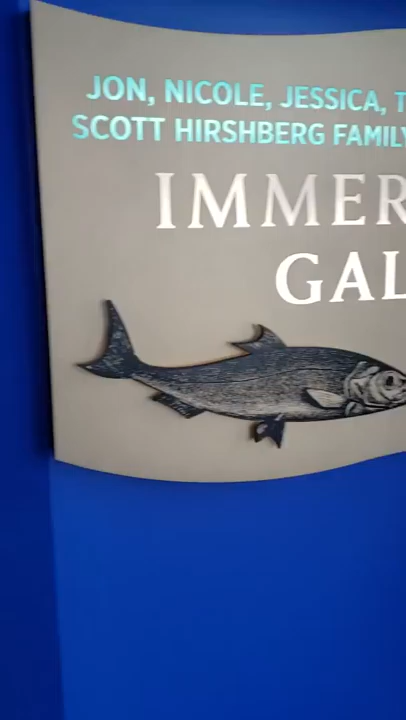 JON, NICOLE, JESSICA, T
SCOTT HIRSHBERG FAMILY
IMMER
GAL